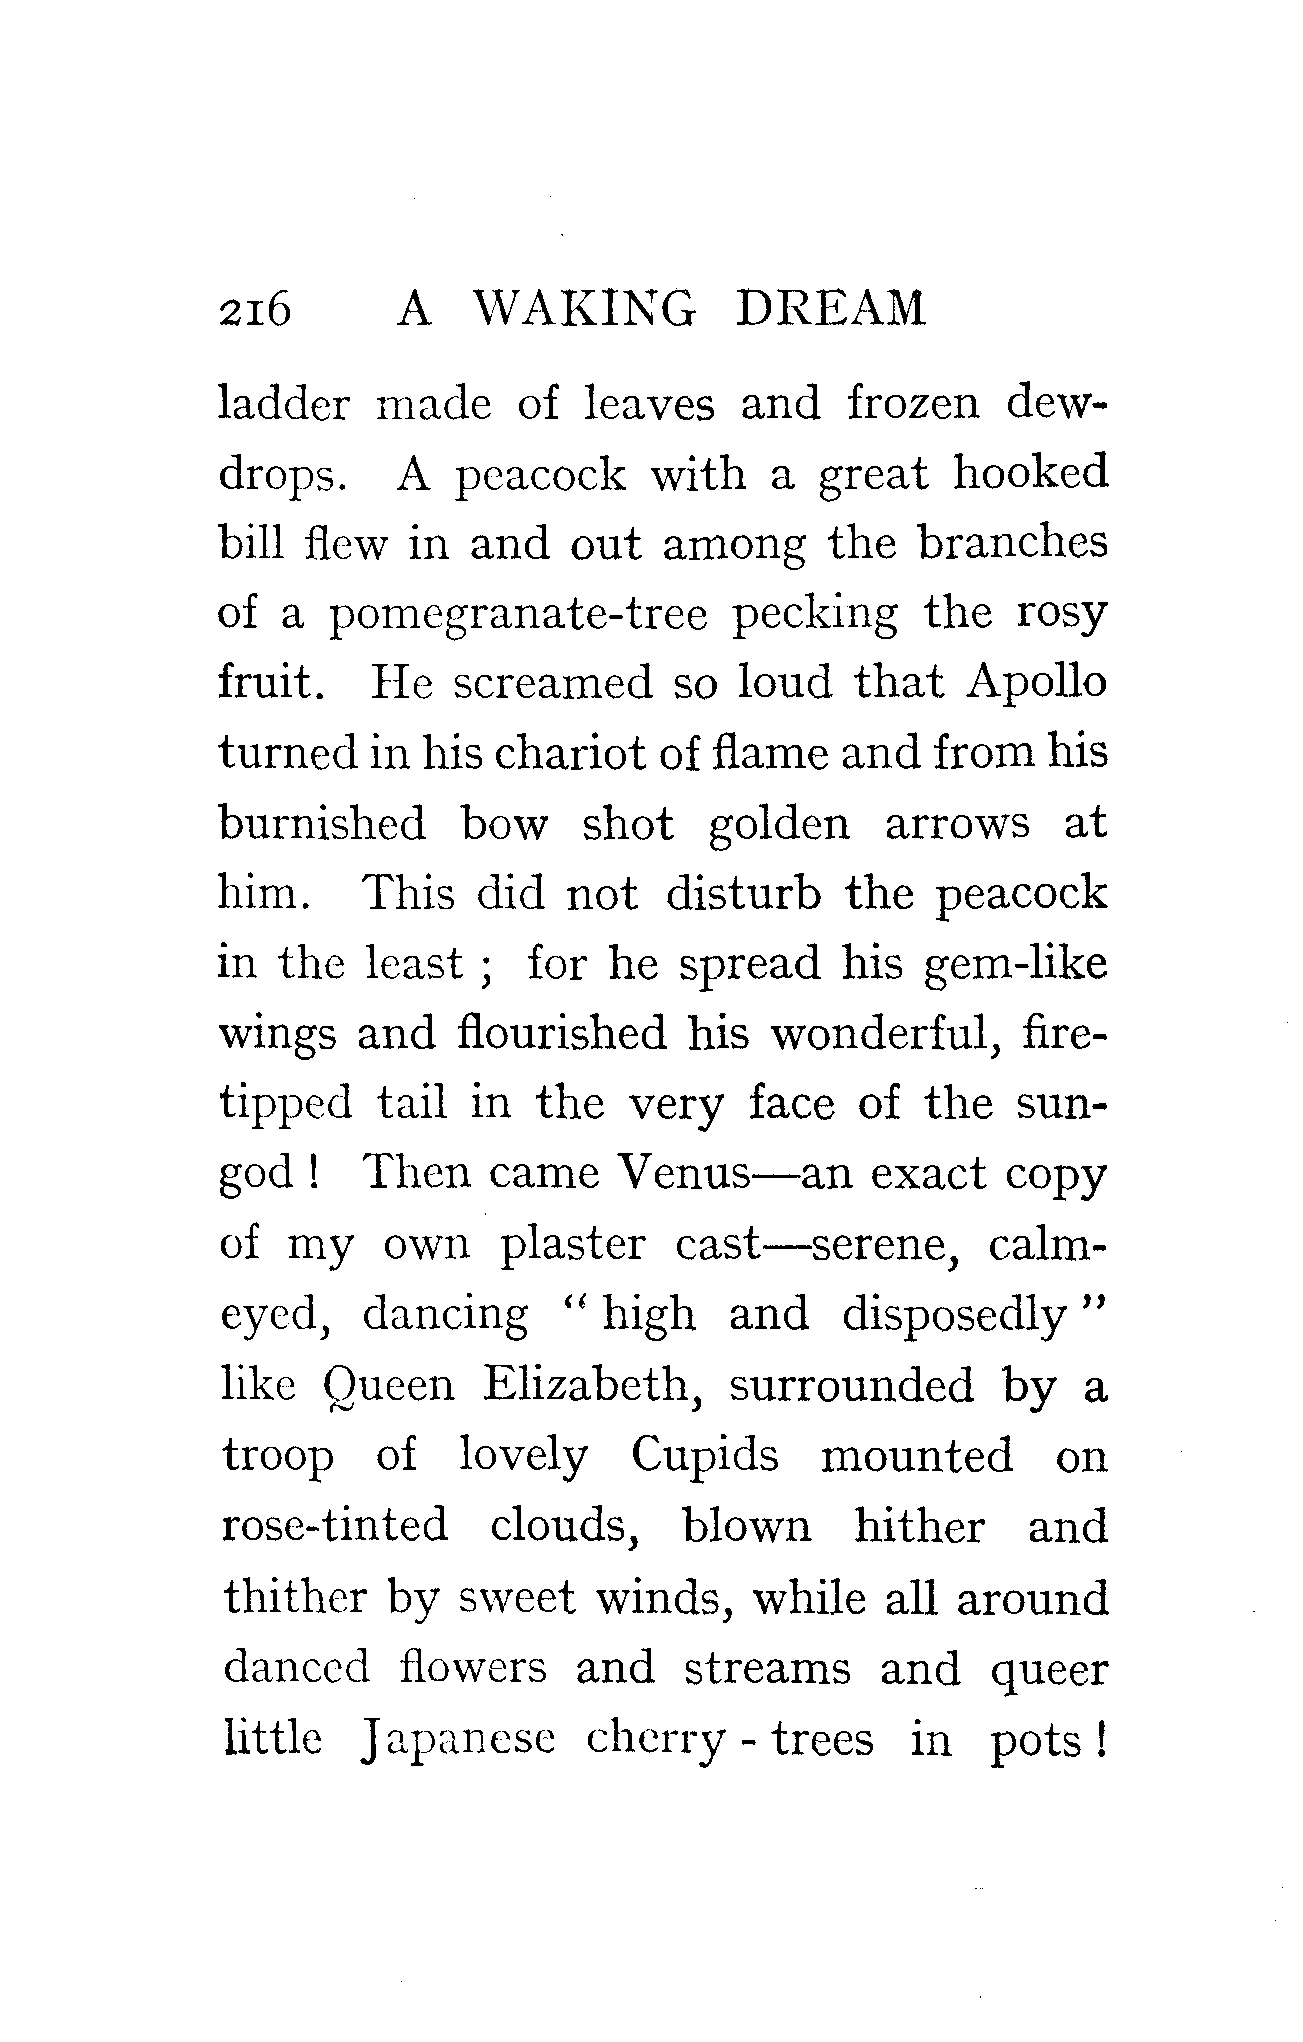 216 A WAKING DREAM
ladder made of leaves and frozen dew-
drops. A peacock with a great hooked
bill flew in and out among the branches
of a pomegranate-tree pecking the rosy
fruit. He screamed so loud that Apollo
turned in his chariot of flame and from his
burnished bow shot golden arrows at
him. This did not disturb the peacock
in the least ; for he spread his gem-like
wings and flourished his wonderful, fire-
tipped tail in the very face of the sun-
god ! Then came Venus—an exact copy
of my own plaster cast—serene, calm-
eyed, dancing “ high and disposedly ”
like Queen Elizabeth, surrounded by a
troop of lovely Cupids mounted on
rose-tinted clouds, blown hither and
thither by sweet winds, while all around
danced flowers and streams and queer
little Japanese cherry - trees in pots !